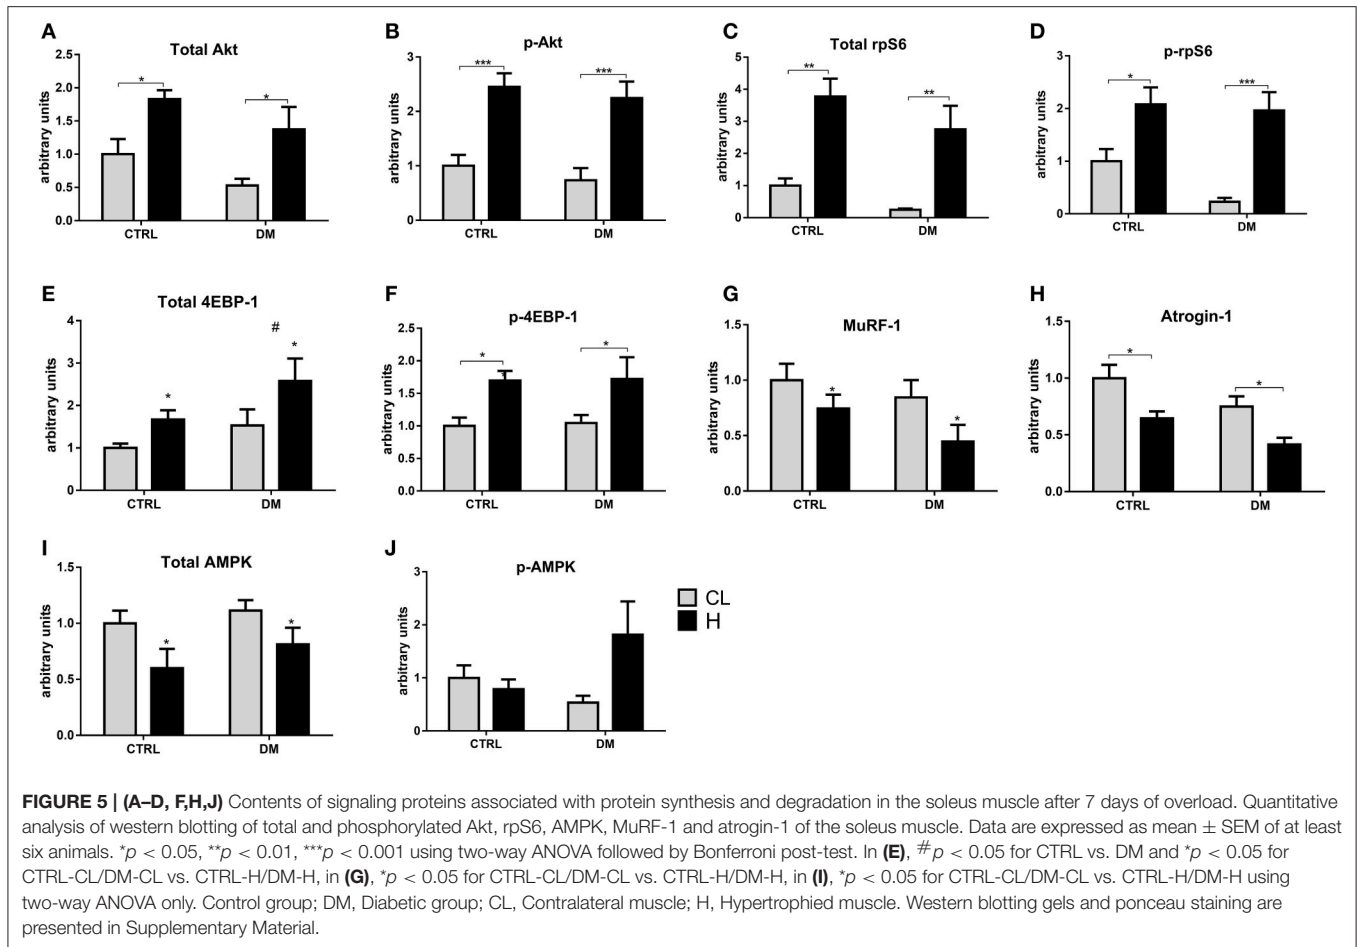 A
Total Akt
arbitrary units
2.5
2.0
1.5
1.0
0.5
0.0
*
*
CTRL
DM
B
p-Akt
arbitrary units
3
2
1
0
***
***
CTRL
DM
C
Total rpS6
arbitrary units
5
4
3
2
1
0
**
**
CTRL
DM
D
p-rpS6
arbitrary units
3
2
1
0
*
***
CTRL
DM
E
Total 4EBP-1
arbitrary units
4
3
2
1
0
#
*
*
CTRL
DM
F
p-4EBP-1
arbitrary units
2.5
2.0
1.5
1.0
0.5
0.0
*
*
CTRL
DM
G
MuRF-1
arbitrary units
1.5
1.0
0.5
0.0
*
*
CTRL
DM
H
Atrogin-1
arbitrary units
1.5
1.0
0.5
0.0
*
*
CTRL
DM
I
Total AMPK
arbitrary units
1.5
1.0
0.5
0.0
*
*
CTRL
DM
J
p-AMPK
arbitrary units
3
2
1
0
CTRL
DM
CL
H
FIGURE 5 | (A–D, F,H,J) Contents of signaling proteins associated with protein synthesis and degradation in the soleus muscle after 7 days of overload. Quantitative
analysis of western blotting of total and phosphorylated Akt, rpS6, AMPK, MuRF-1 and atrogin-1 of the soleus muscle. Data are expressed as mean ± SEM of at least
six animals. *p < 0.05, **p < 0.01, ***p < 0.001 using two-way ANOVA followed by Bonferroni post-test. In (E), #p < 0.05 for CTRL vs. DM and *p < 0.05 for
CTRL-CL/DM-CL vs. CTRL-H/DM-H, in (G), *p < 0.05 for CTRL-CL/DM-CL vs. CTRL-H/DM-H, in (I), *p < 0.05 for CTRL-CL/DM-CL vs. CTRL-H/DM-H using
two-way ANOVA only. Control group; DM, Diabetic group; CL, Contralateral muscle; H, Hypertrophied muscle. Western blotting gels and ponceau staining are
presented in Supplementary Material.